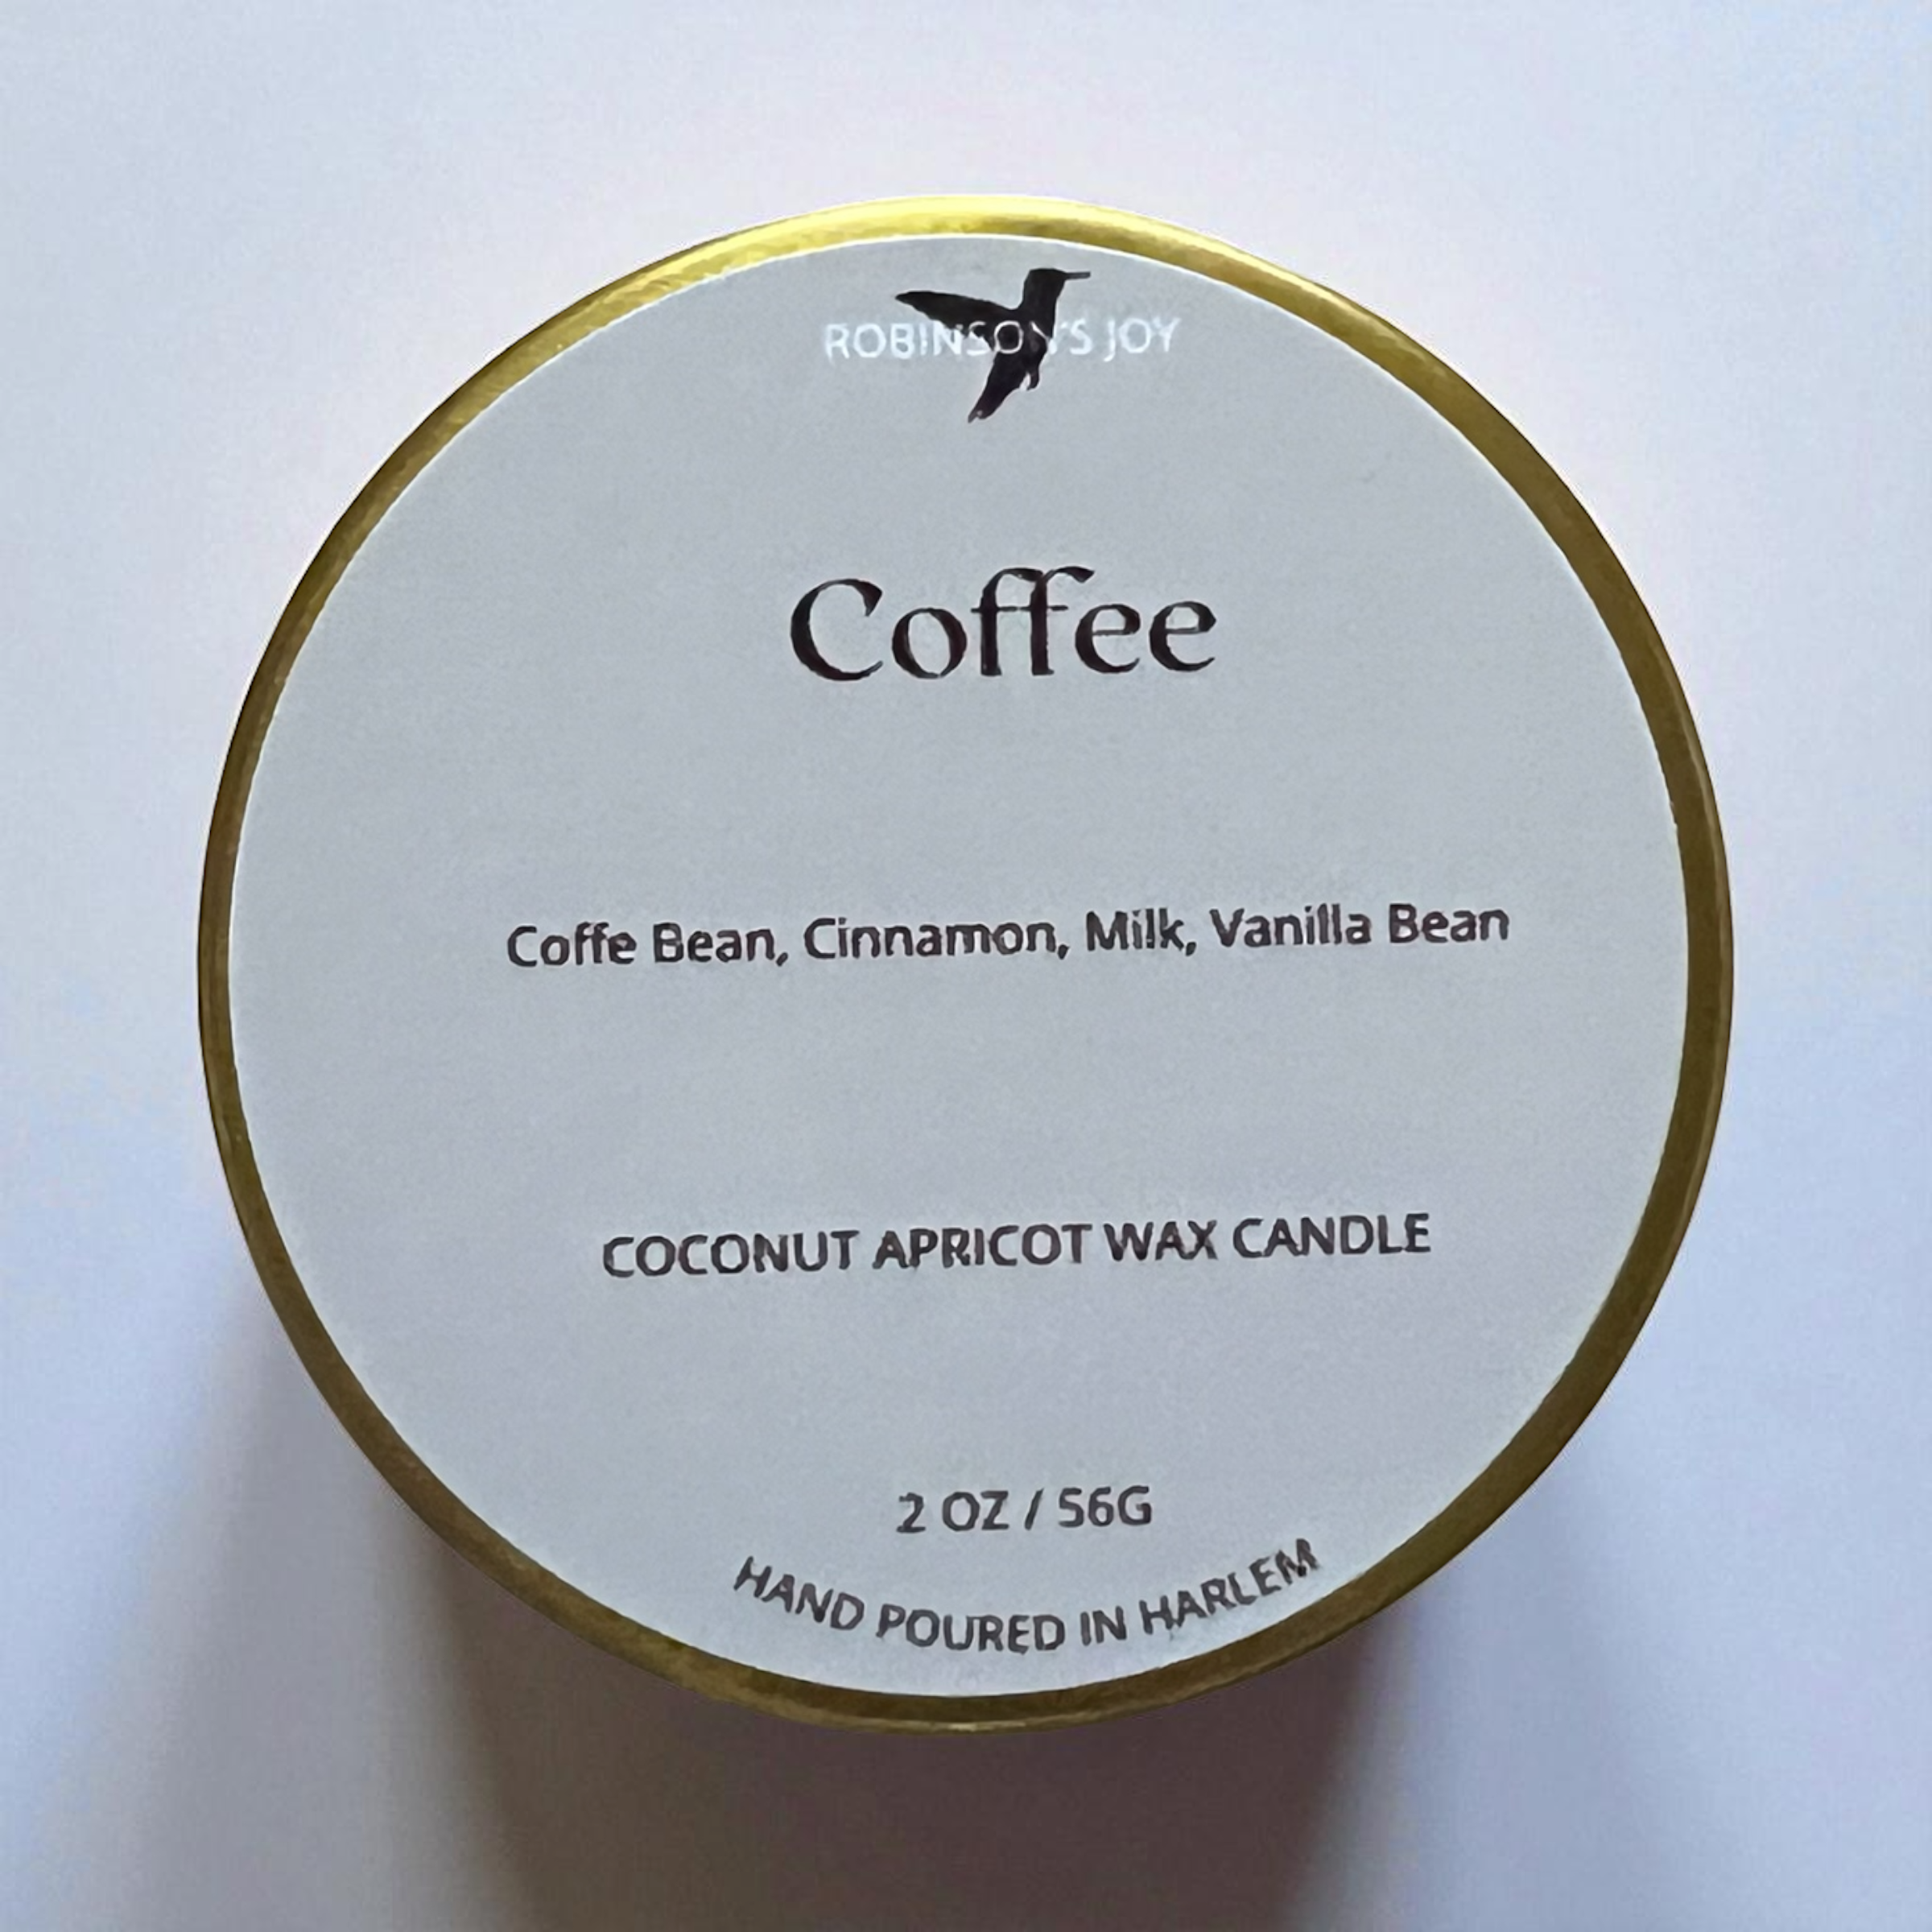 ROBINSON'S JOY
Coffee
Coffe Bean, Cinnamon, Milk, Vanilla Bean
COCONUT APRICOT WAX CANDLE
2 OZ / 56G
HAND POURED IN HARLEM